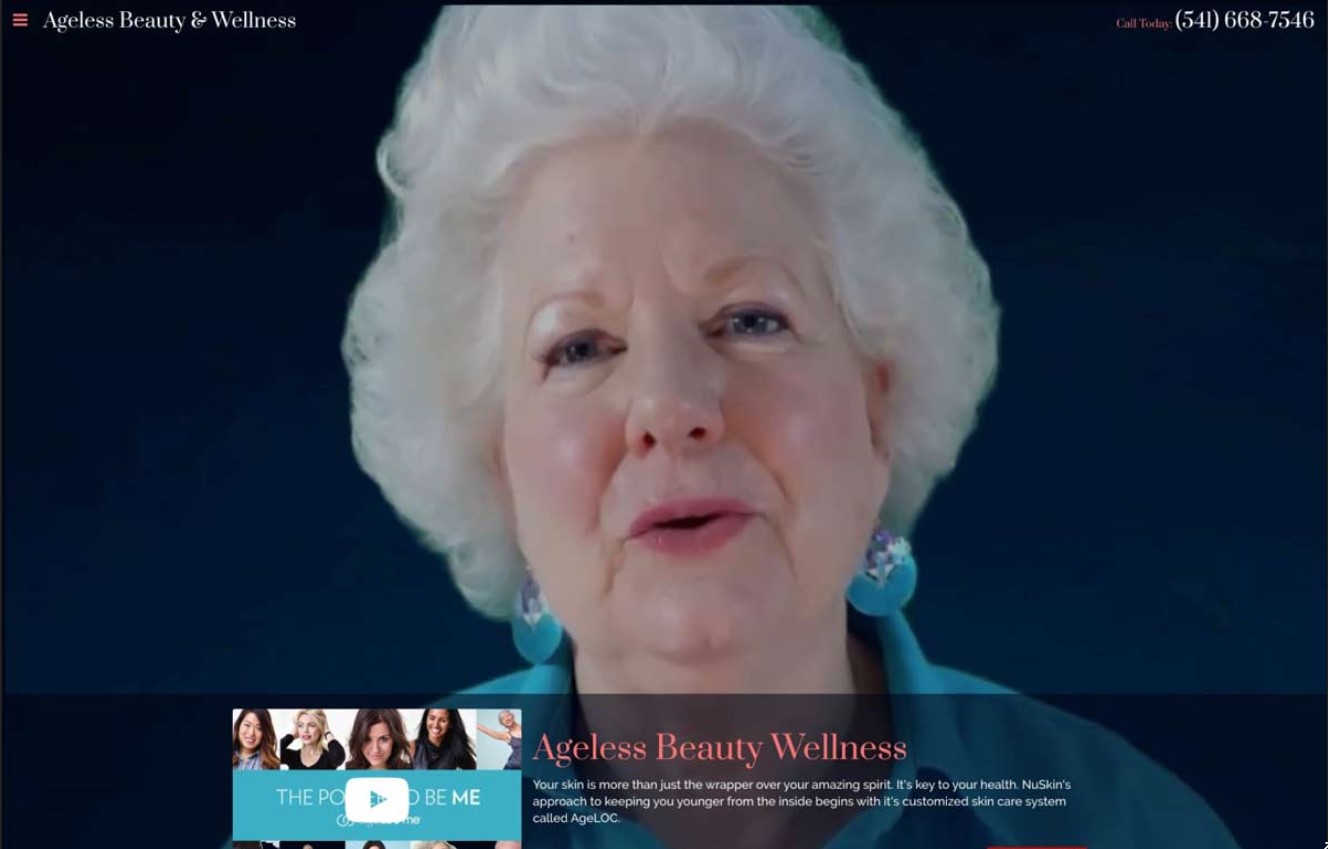 Ageless Beauty & Wellness
Call Today: (541) 668-7546
Ageless Beauty Wellness
Your skin is more than just the wrapper over your amazing spirit. It's key to your health. NuSkin's
approach to keeping you younger from the inside begins with it's customized skin care system
called AgeLOC.
THE PO O BE ME
me